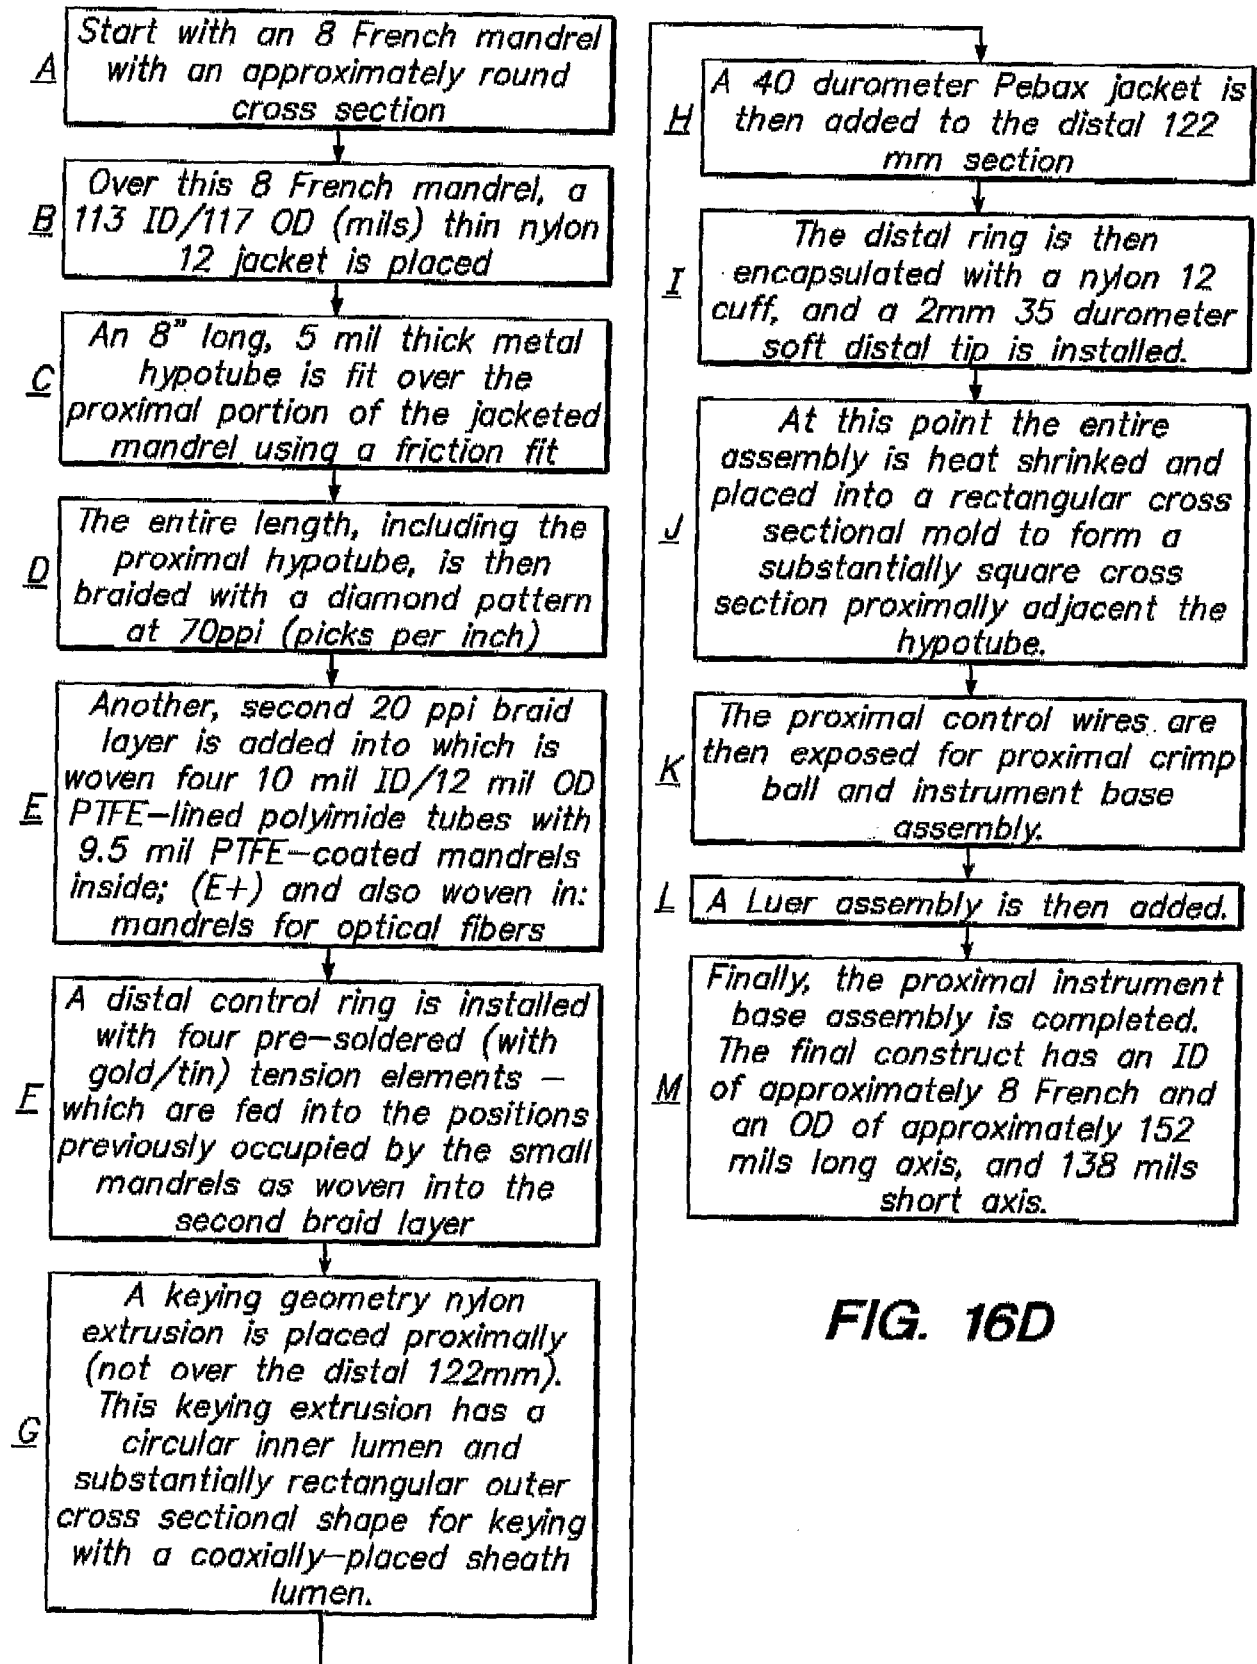 A
Start with an 8 French mandrel
with an approximately round
cross section
B
Over this 8 French mandrel, a
113 ID/117 OD (mils) thin nylon
12 jacket is placed
C
An 8" long, 5 mil thick metal
hypotube is fit over the
proximal portion of the jacketed
mandrel using a friction fit
D
The entire length, including the
proximal hypotube, is then
braided with a diamond pattern
at 70ppi (picks per inch)
E
Another, second 20 ppi braid
layer is added into which is
woven four 10 mil ID/12 mil OD
PTFE-lined polyimide tubes with
9.5 mil PTFE-coated mandrels
inside; (E+) and also woven in:
mandrels for optical fibers
F
A distal control ring is installed
with four pre-soldered (with
gold/tin) tension elements -
which are fed into the positions
previously occupied by the small
mandrels as woven into the
second braid layer
G
A keying geometry nylon
extrusion is placed proximally
(not over the distal 122mm).
This keying extrusion has a
circular inner lumen and
substantially rectangular outer
cross sectional shape for keying
with a coaxially-placed sheath
lumen.
H
A 40 durometer Pebax jacket is
then added to the distal 122
mm section
I
The distal ring is then
encapsulated with a nylon 12
cuff, and a 2mm 35 durometer
soft distal tip is installed.
J
At this point the entire
assembly is heat shrinked and
placed into a rectangular cross
sectional mold to form a
substantially square cross
section proximally adjacent the
hypotube.
K
The proximal control wires are
then exposed for proximal crimp
ball and instrument base
assembly.
L
A Luer assembly is then added.
M
Finally, the proximal instrument
base assembly is completed.
The final construct has an ID
of approximately 8 French and
an OD of approximately 152
mils long axis, and 138 mils
short axis.
FIG. 16D